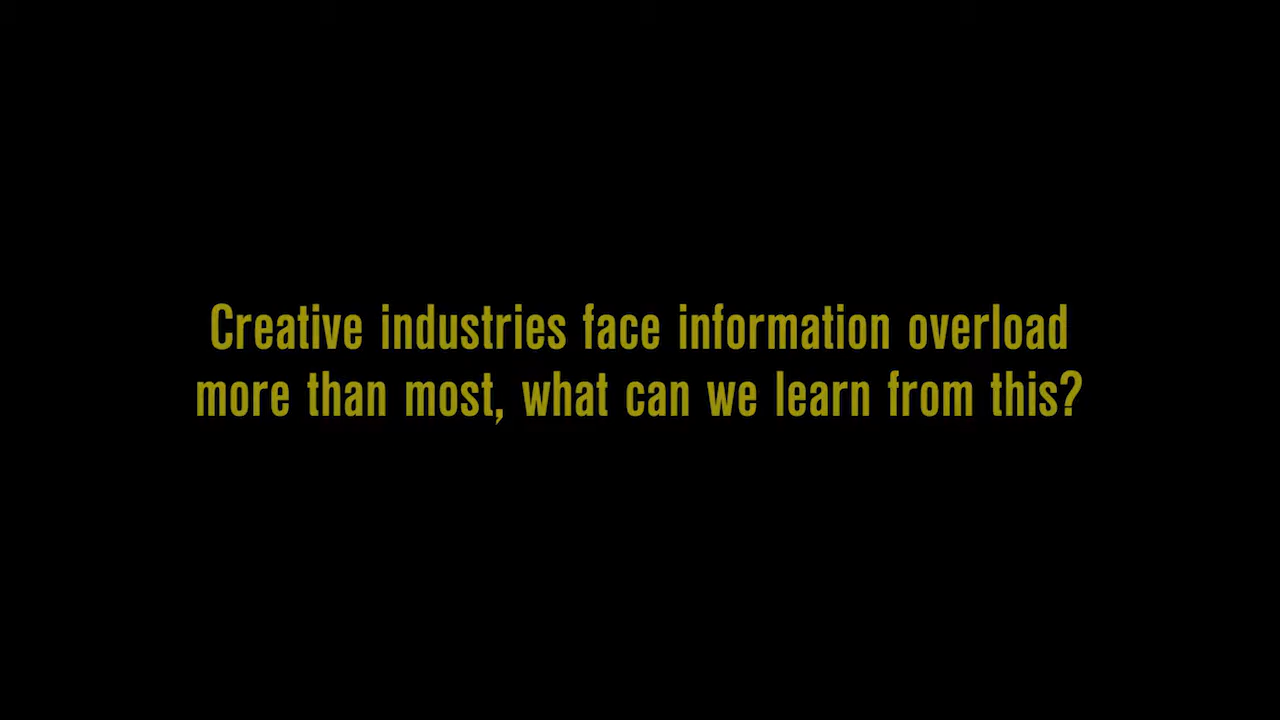 Creative industries face information overload
more than most, what can we learn from this?